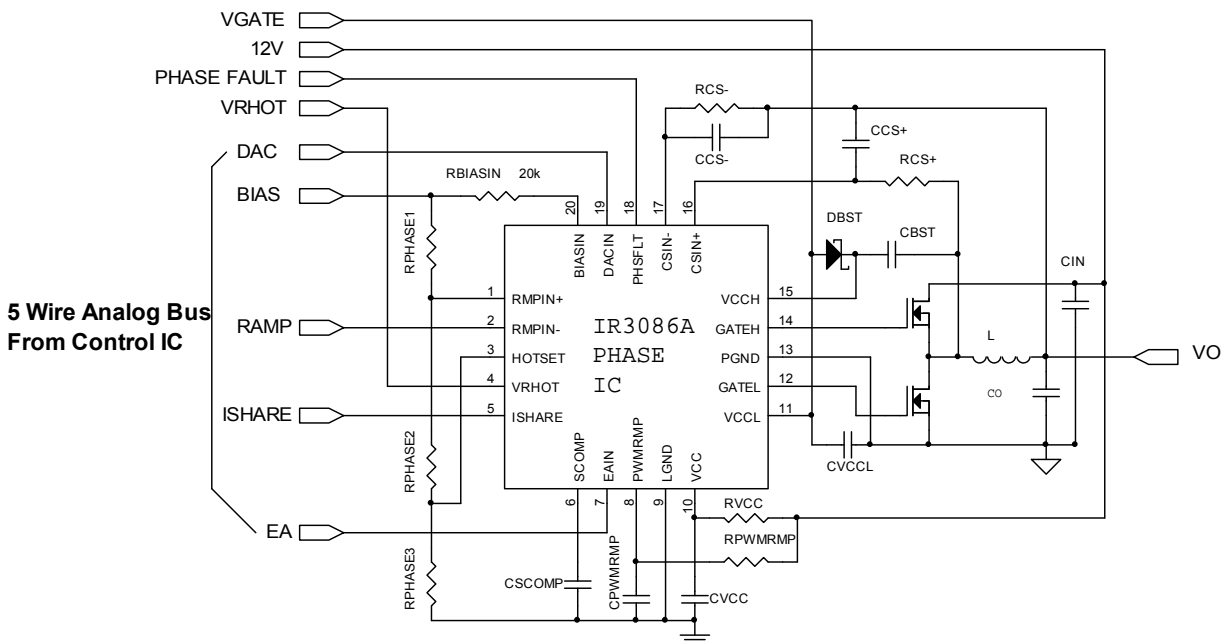 VGATE
12V
PHASE FAULT
VRHOT
DAC
BIAS
5 Wire Analog Bus
From Control IC
RAMP
ISHARE
EA
RBIASIN 20k
RPHASE1
RPHASE2
RPHASE3
RCS-
CCS-
CCS+
RCS+
DBST
CBST
CIN
20
19
18
17
16
BIASIN
DACIN
PHSFLT
CSIN-
CSIN+
1
RMPIN+
2
RMPIN-
3
HOTSET
4
VRHOT
5
ISHARE
IR3086A
PHASE
IC
VCCH
15
GATEH
14
PGND
13
GATEL
12
VCCL
11
SCOMP
EAIN
PWMRMP
LGND
VCC
6
7
8
9
10
L
CO
VO
CVCCL
RVCC
RPWMRMP
CSCOMP
CPWMRMP
CVCC